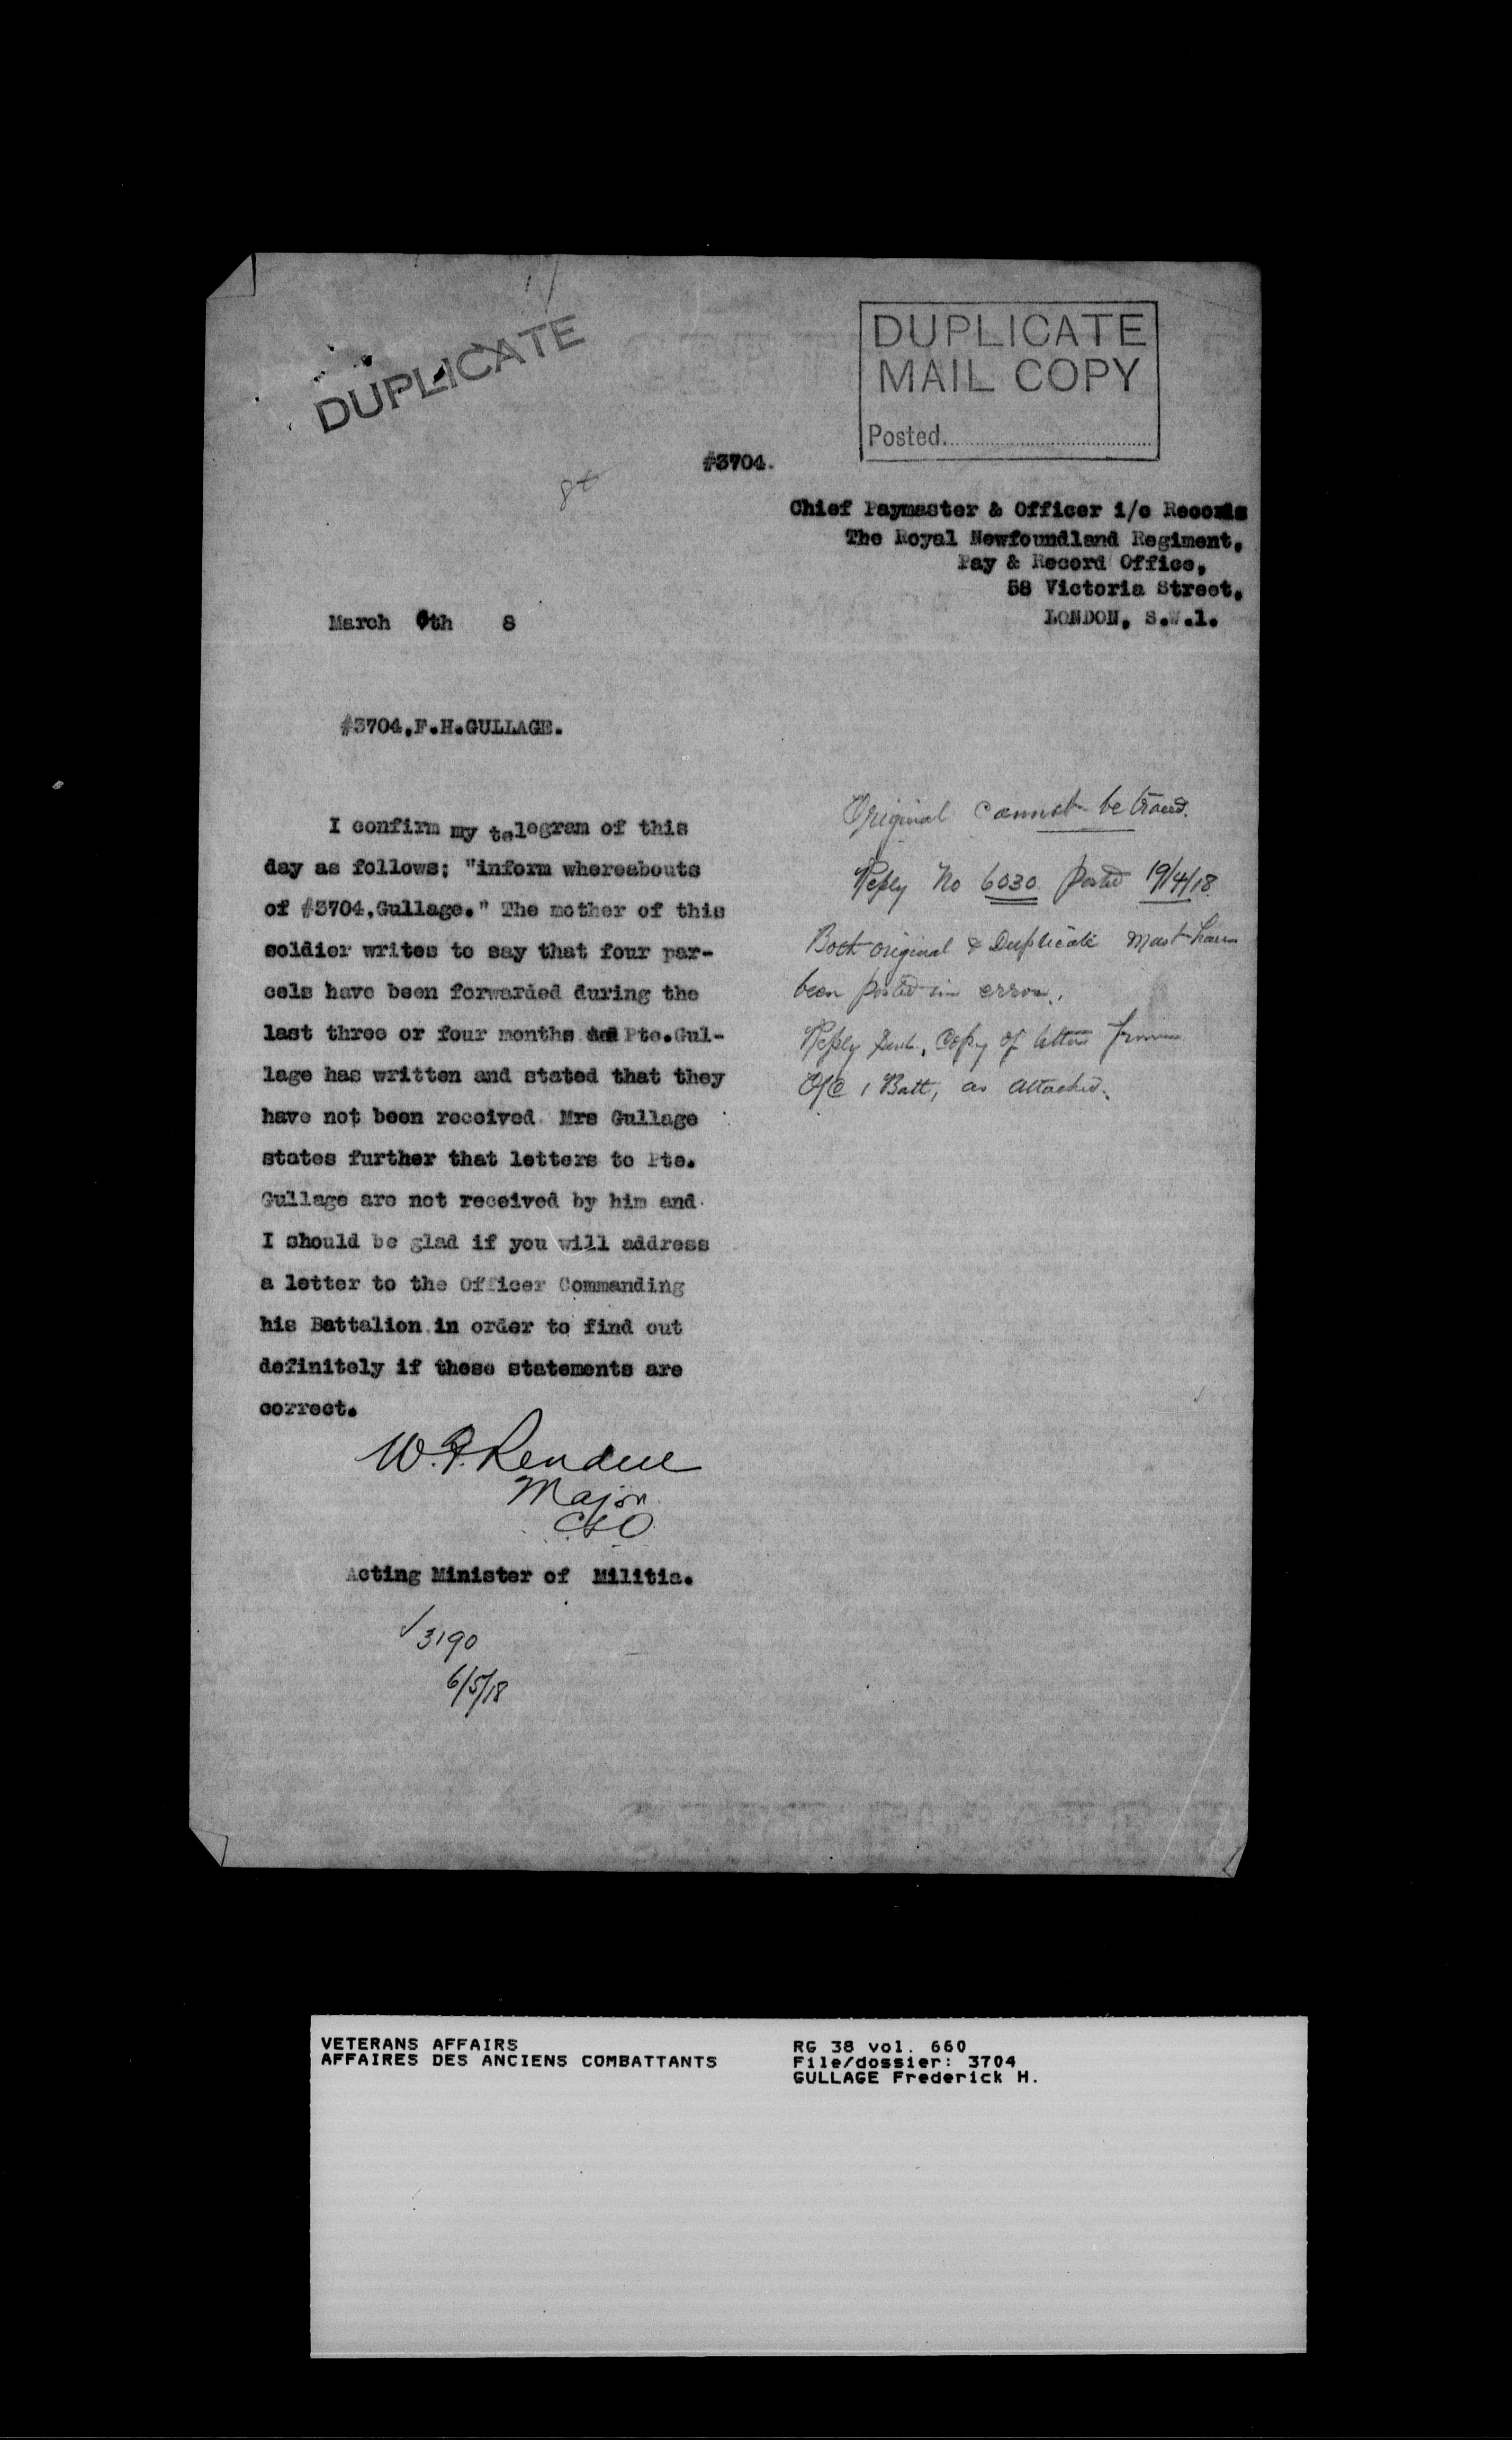 DUPLICATE
DUPLICATE
MAIL COPY
Posted
#3704.
Chief Paymaster & Officer i/c Records
The Royal Newfoundland Regiment,
Pay & Record Office,
58 Victoria Street,
LONDON, S.W.1.
March th 8
#3704,F.H.GULLAGE.
I confirm my telegram of this
day as follows; "inform whereabouts
of #3704,Gullage." The mother of this
soldier writes to say that four par-
cels have been forwarded during the
last three or four months and Pte.Gul-
lage has written and stated that they
have not been received. Mrs Gullage
states further that letters to Pte.
Gullage are not received by him and
I should be glad if you will address
a letter to the Officer Commanding
his Battalion in order to find out
definitely if these statements are
correct.
W.F. Rendell
Major
CSO
Acting Minister of Militia.
3190
6/5/18
Original cannot be traced.
Reply No 6030 posted 19/4/18
Both original & Duplicate must have
been posted in error.
Reply sent, Copy of letter from
O/C 1 Batt, as attached.
VETERANS AFFAIRS
AFFAIRES DES ANCIENS COMBATTANTS
RG 38 vol. 660
File/dossier: 3704
GULLAGE Frederick H.